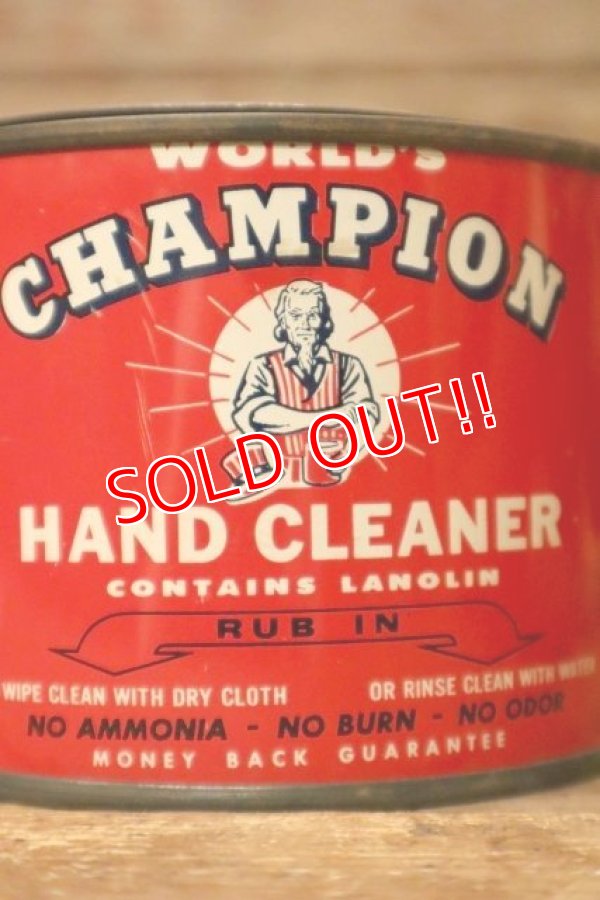 WORLD'S
CHAMPION
SOLD OUT!!
HAND CLEANER
CONTAINS LANOLIN
RUB IN
WIPE CLEAN WITH DRY CLOTH
OR RINSE CLEAN WITH WATER
NO AMMONIA - NO BURN - NO ODOR
MONEY BACK GUARANTEE